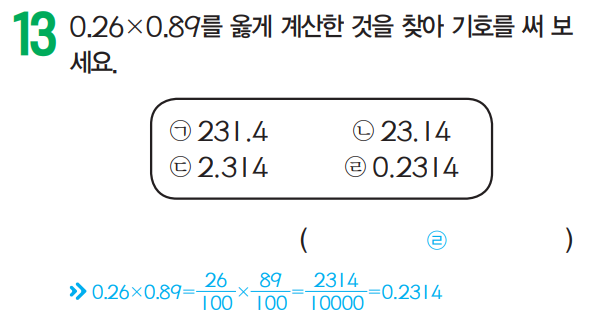 13 0.26×0.89를 옳게 계산한 것을 찾아 기호를 써 보
세요.
㉠ 231.4 ㉡ 23.14
㉢ 2.314 ㉣ 0.2314
( ㉣ )
≫ 0.26×0.89=26/100×89/100=2314/10000=0.2314